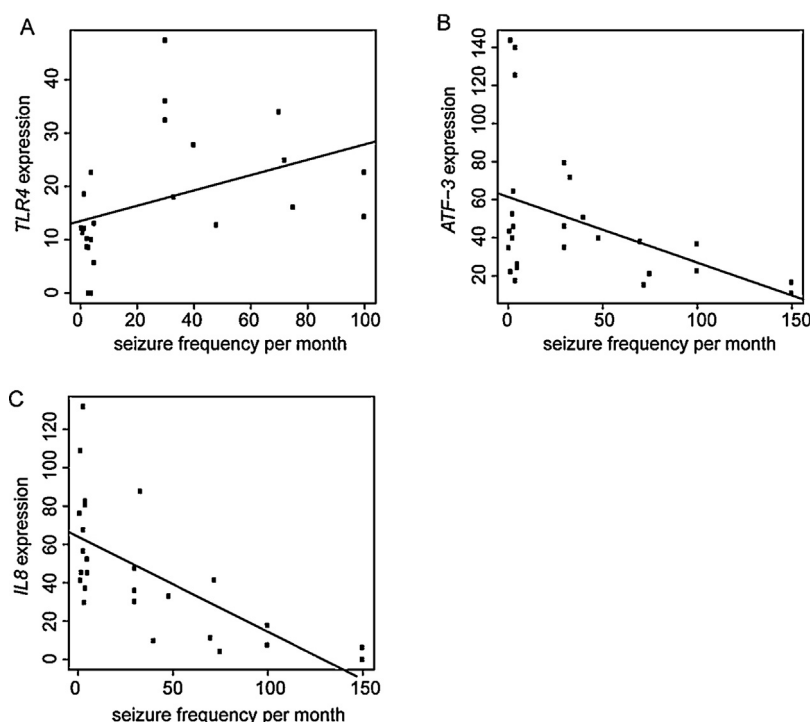 A
TLR4 expression
40
30
20
10
0
0 20 40 60 80 100
seizure frequency per month
B
ATF-3 expression
140
120
100
80
60
40
20
0 50 100 150
seizure frequency per month
C
IL8 expression
120
100
80
60
40
20
0
0 50 100 150
seizure frequency per month